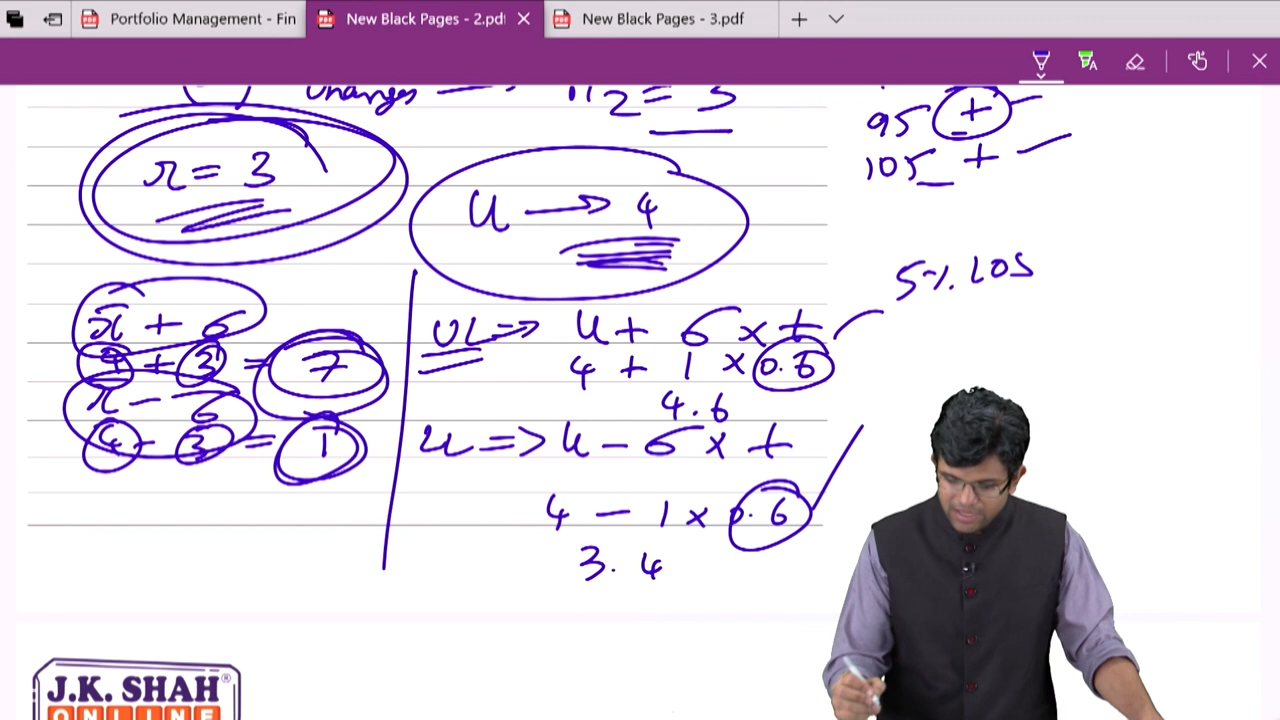 Portfolio Management - Fin
New Black Pages - 2.pdf
New Black Pages - 3.pdf
Changes → n2 = 3
95 +
105 +
r = 3
μ → 4
5% LOS
x̄ + σ
4 + 3 = 7
x - σ
4 - 3 = 1
UL ⇒ μ + σ × t
4 + 1 × 0.6
4.6
LL ⇒ μ - σ × t
4 - 1 × 0.6
3.4
J.K. SHAH®
ONLINE